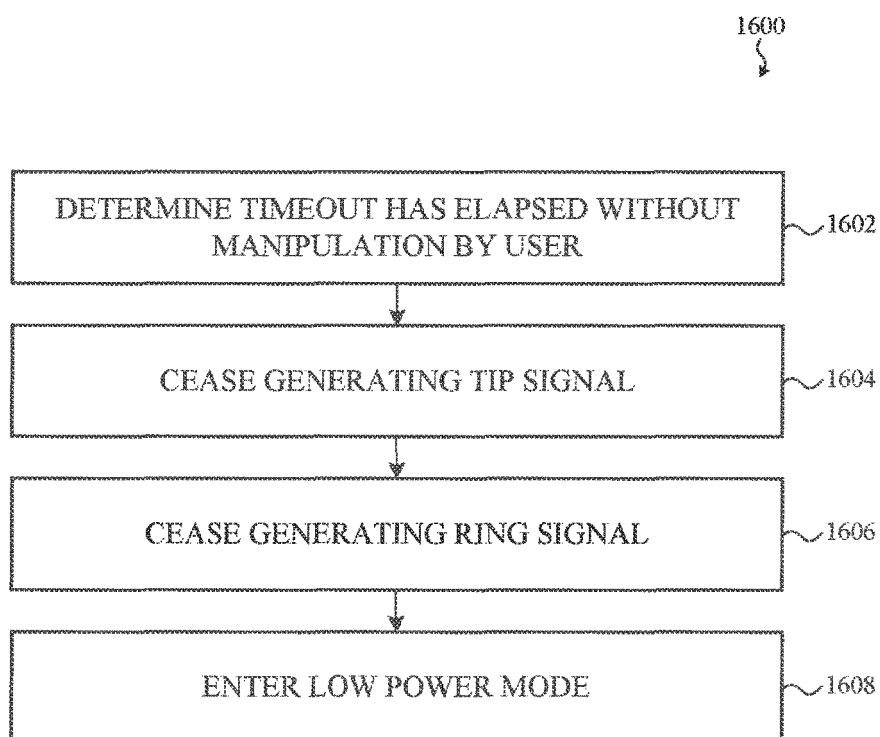 1600
DETERMINE TIMEOUT HAS ELAPSED WITHOUT
MANIPULATION BY USER
1602
CEASE GENERATING TIP SIGNAL
1604
CEASE GENERATING RING SIGNAL
1606
ENTER LOW POWER MODE
1608